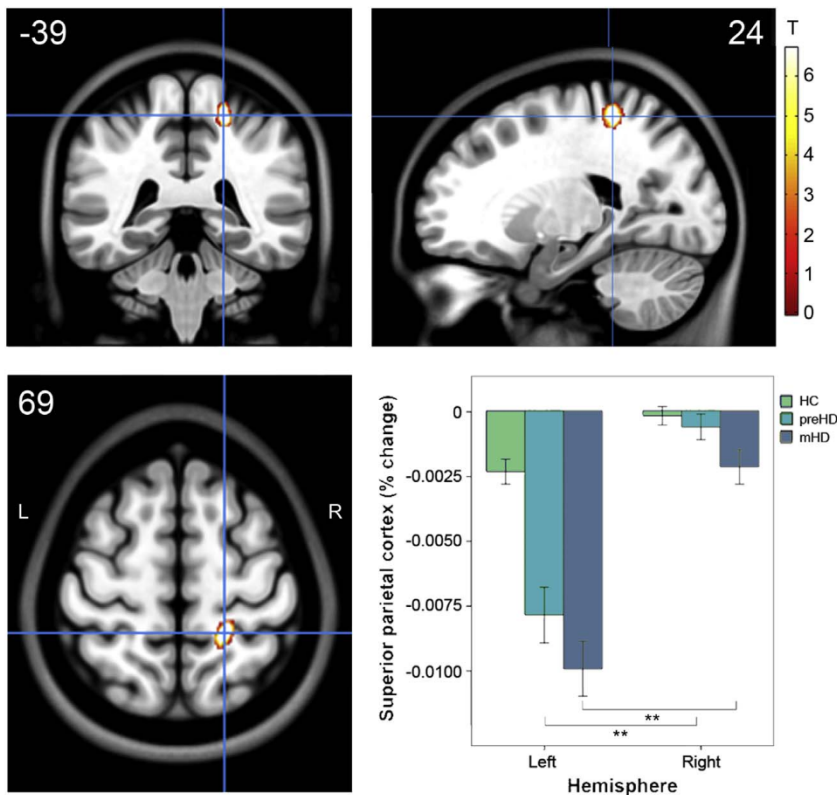 -39
24
T
6
5
4
3
2
1
0
69
L
R
HC
preHD
mHD
Superior parietal cortex (% change)
0
-0.0025
-0.0050
-0.0075
-0.0100
**
**
Left
Right
Hemisphere